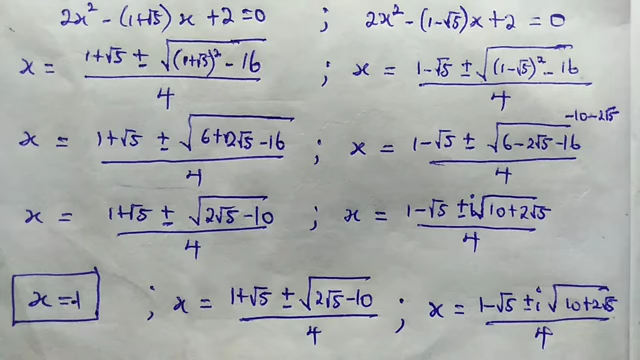 2x² - (1+√5)x + 2 = 0 ; 2x² - (1-√5)x + 2 = 0
x = (1+√5 ± √((1+√5)² - 16))/4 ; x = (1-√5 ± √((1-√5)² - 16))/4
-10-2√5
x = (1+√5 ± √(6+2√5-16))/4 ; x = (1-√5 ± √(6-2√5-16))/4
x = (1+√5 ± √(2√5-10))/4 ; x = (1-√5 ± i√(10+2√5))/4
x = -1 ; x = (1+√5 ± √(2√5-10))/4 ; x = (1-√5 ± i√(10+2√5))/4